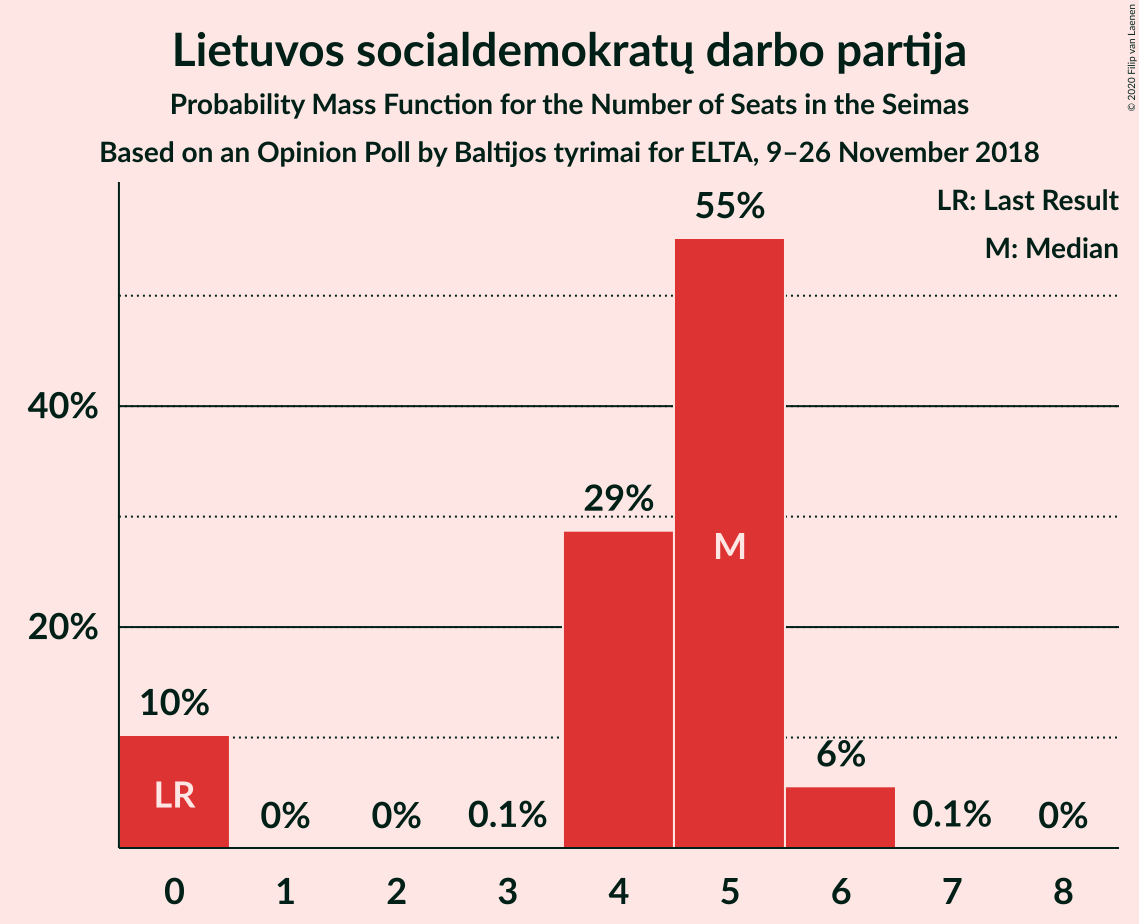 Lietuvos socialdemokratų darbo partija
Probability Mass Function for the Number of Seats in the Seimas
Based on an Opinion Poll by Baltijos tyrimai for ELTA, 9–26 November 2018
© 2020 Filip van Laenen
LR: Last Result
M: Median
55%
40%
29%
M
20%
10%
6%
LR
0%
0%
0.1%
0.1%
0%
0 1 2 3 4 5 6 7 8